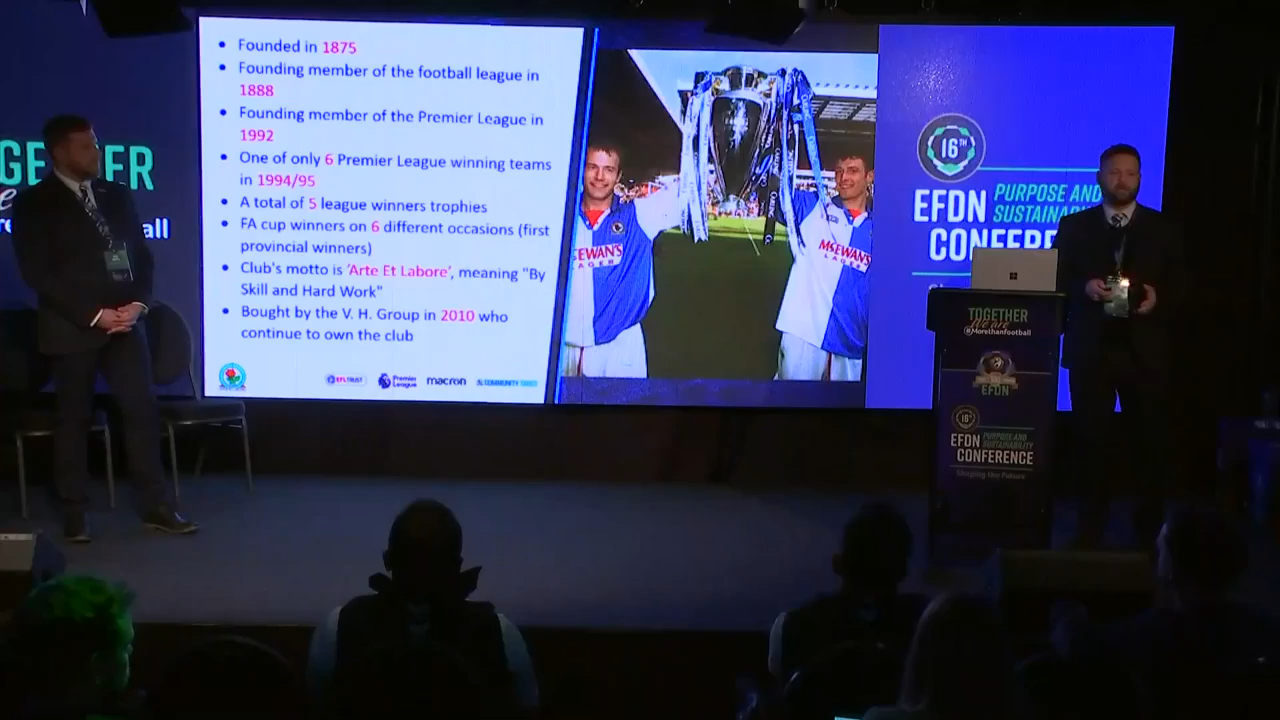 • Founded in 1875
• Founding member of the football league in
1888
• Founding member of the Premier League in
1992
• One of only 6 Premier League winning teams
in 1994/95
• A total of 5 league winners trophies
• FA cup winners on 6 different occasions (first
provincial winners)
• Club's motto is 'Arte Et Labore', meaning "By
Skill and Hard Work"
• Bought by the V. H. Group in 2010 who
continue to own the club
EFL TRUST
Premier
League
macron
COMMUNITY
McEWAN'S
LAGER
16TH
EFDN
PURPOSE AND
CONFERE
TOGETHER
We are
@Morethanfootball
EFDN
16TH
EFDN PURPOSE AND
SUSTAINABILITY
CONFERENCE
Shaping the Future